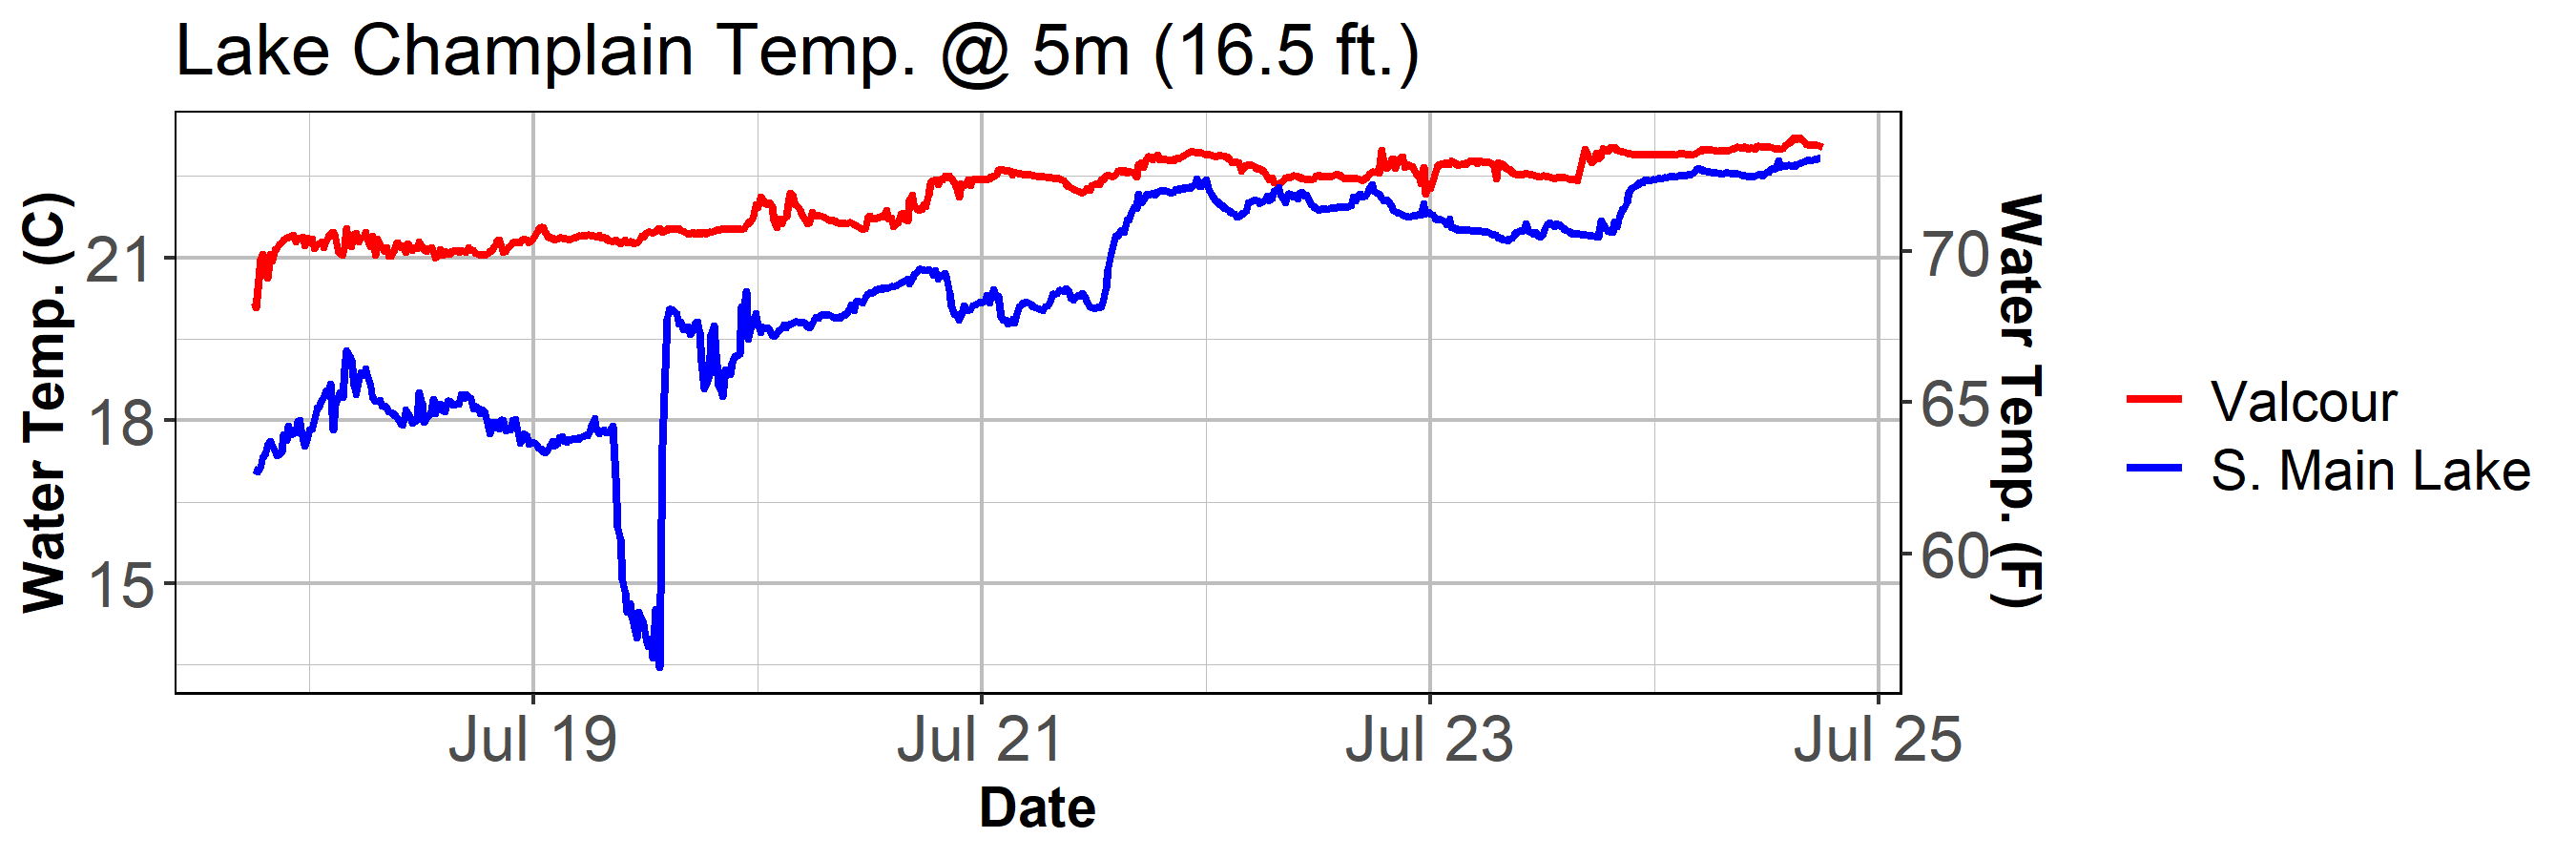 Lake Champlain Temp. @ 5m (16.5 ft.)
Water Temp. (C)
21
18
15
70
65
60
Water Temp. (F)
Valcour
S. Main Lake
Jul 19
Jul 21
Jul 23
Jul 25
Date